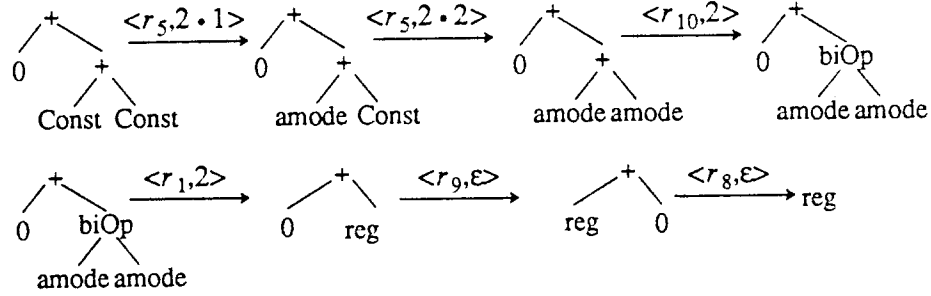 + <r5,2 • 1> + <r5,2 • 2> + <r10,2> +
0 + 0 + 0 + 0 biOp
Const Const amode Const amode amode amode amode
+ <r1,2> + <r9,ε> + <r8,ε> reg
0 biOp 0 reg reg 0
amode amode